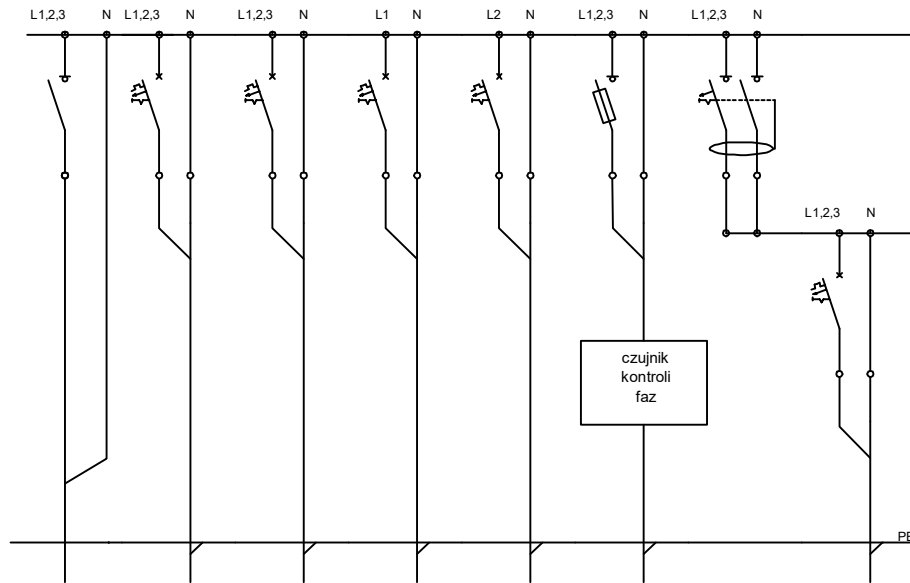 L1,2,3 N L1,2,3 N L1,2,3 N L1 N L2 N L1,2,3 N L1,2,3 N
L1,2,3 N
czujnik
kontroli
faz
PE